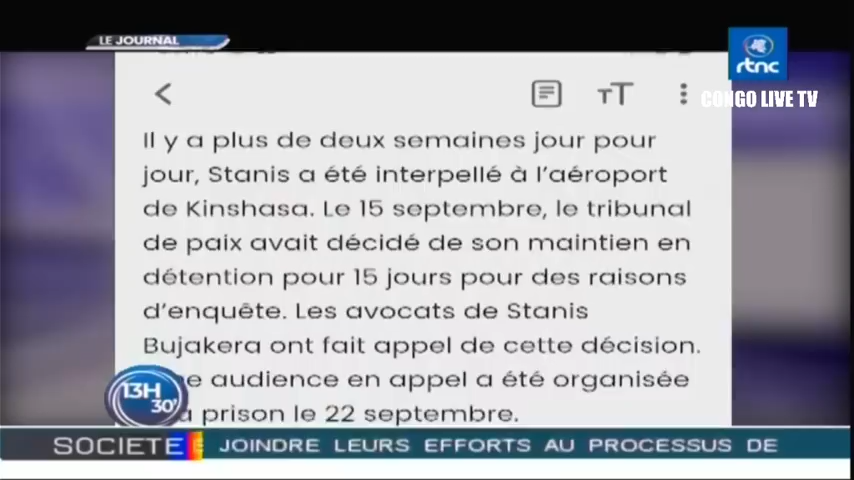 LE JOURNAL
rtnc
CONGO LIVE TV
Il y a plus de deux semaines jour pour
jour, Stanis a été interpellé à l'aéroport
de Kinshasa. Le 15 septembre, le tribunal
de paix avait décidé de son maintien en
détention pour 15 jours pour des raisons
d'enquête. Les avocats de Stanis
Bujakera ont fait appel de cette décision.
audience en appel a été organisée
prison le 22 septembre.
13H
30'
SOCIETE JOINDRE LEURS EFFORTS AU PROCESSUS DE